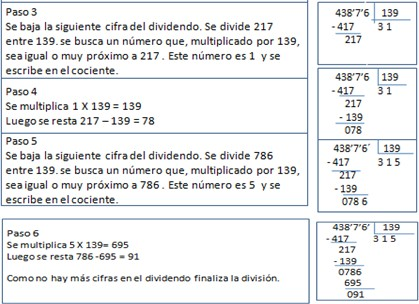 Paso 3
Se baja la siguiente cifra del dividendo. Se divide 217
entre 139. se busca un número que, multiplicado por 139,
sea igual o muy próximo a 217 . Este número es 1 y se
escribe en el cociente.
438'7'6 139
- 417 3 1
217
Paso 4
Se multiplica 1 X 139 = 139
Luego se resta 217 – 139 = 78
438'7'6 139
- 417 3 1
217
- 139
078
Paso 5
Se baja la siguiente cifra del dividendo. Se divide 786
entre 139. se busca un número que, multiplicado por 139,
sea igual o muy próximo a 786 . Este número es 5 y se
escribe en el cociente.
438'7'6' 139
- 417 3 1 5
217
- 139
078 6
Paso 6
Se multiplica 5 X 139= 695
Luego se resta 786 -695 = 91
Como no hay más cifras en el dividendo finaliza la división.
438'7'6' 139
- 417 3 1 5
217
- 139
0786
695
091